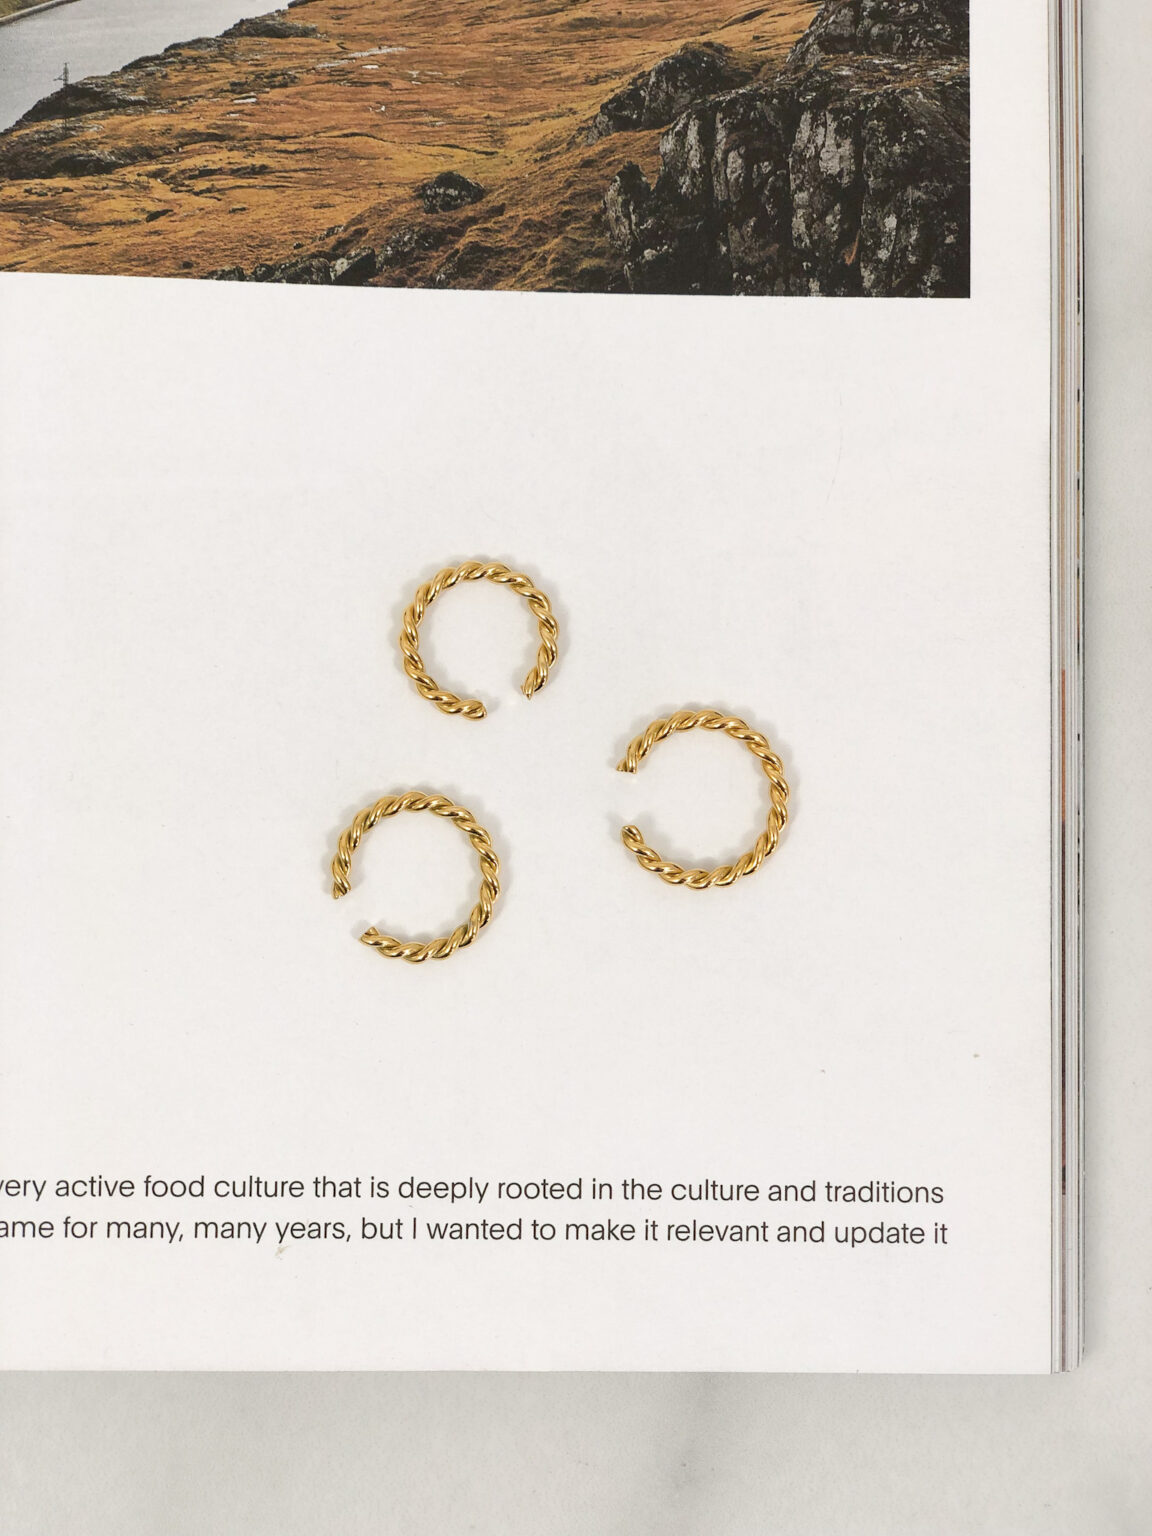 very active food culture that is deeply rooted in the culture and traditions
for many, many years, but I wanted to make it relevant and update it